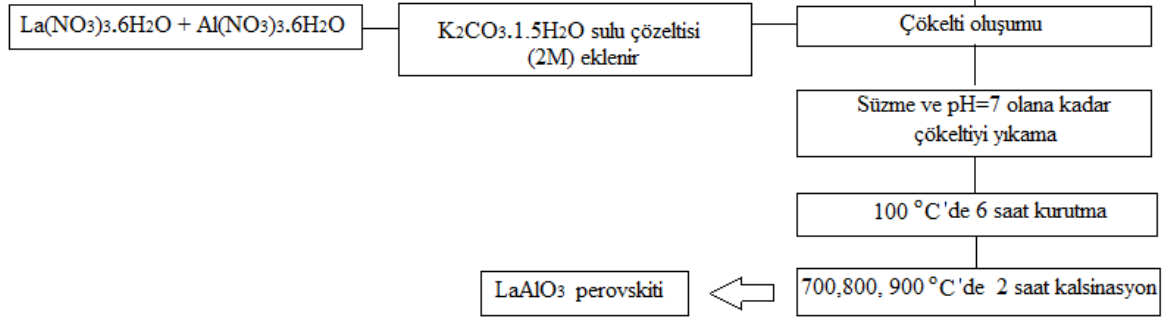 La(NO3)3.6H2O + Al(NO3)3.6H2O
K2CO3.1.5H2O sulu çözeltisi
(2M) eklenir
Çökelti oluşumu
Süzme ve pH=7 olana kadar
çökeltiyi yıkama
100 °C'de 6 saat kurutma
700,800, 900 °C'de 2 saat kalsinasyon
LaAlO3 perovskiti